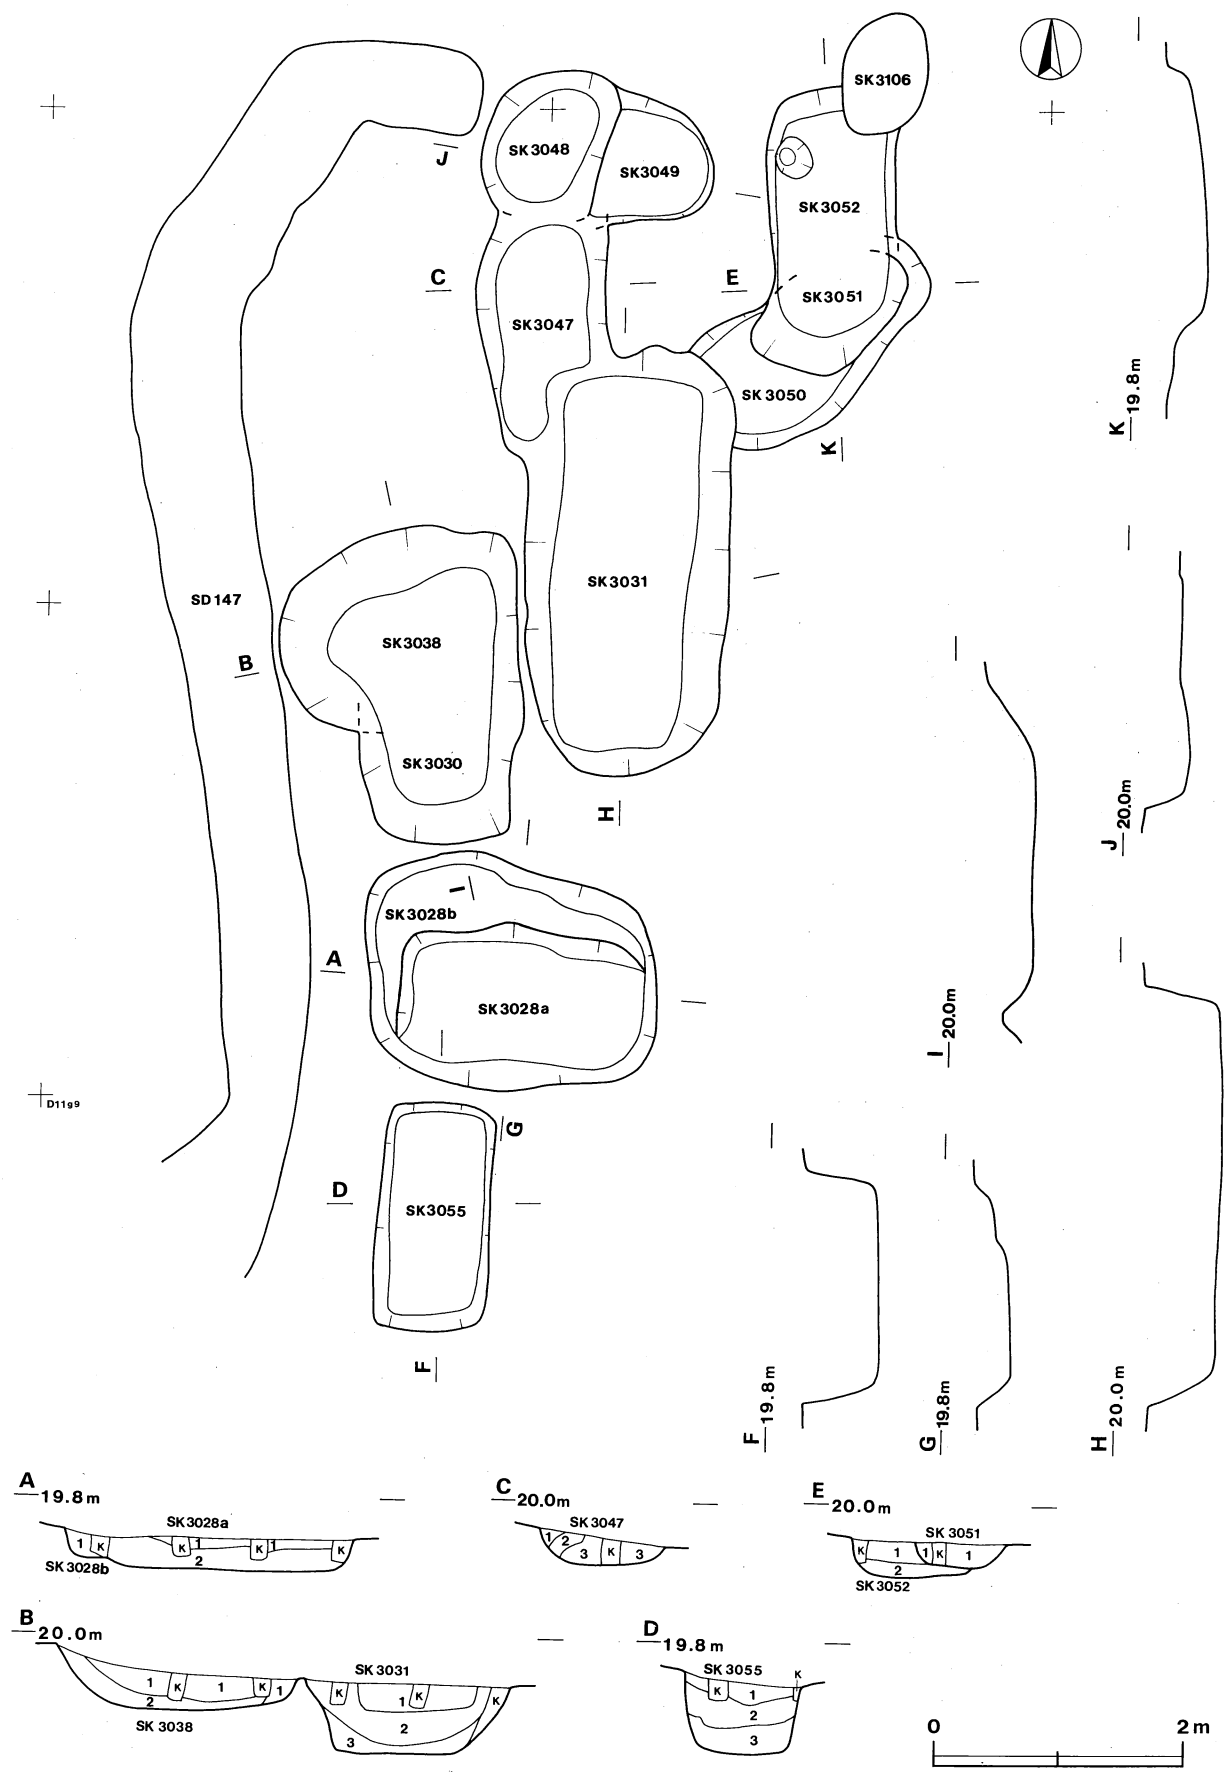 SK3106
J
SK3048
SK3049
SK3052
C
E
SK3051
SK3047
SK3050
K
K 19.8m
SK3031
SD147
B
SK3038
SK3030
H
J 20.0m
I
SK3028b
A
SK3028a
I 20.0m
D11g9
G
D
SK3055
F
F 19.8m
G 19.8m
H 20.0m
A 19.8m
SK3028a
1 K K 1 K 1 K
2
SK3028b
C 20.0m
SK3047
1 2 3 K 3
E 20.0m
SK3051
K 1 1 K 1
2
SK3052
B 20.0m
SK3031
1 K 1 K 1 K 1 K K
2 2
3
SK3038
D 19.8m
SK3055 K
K 1
2
3
0 2m